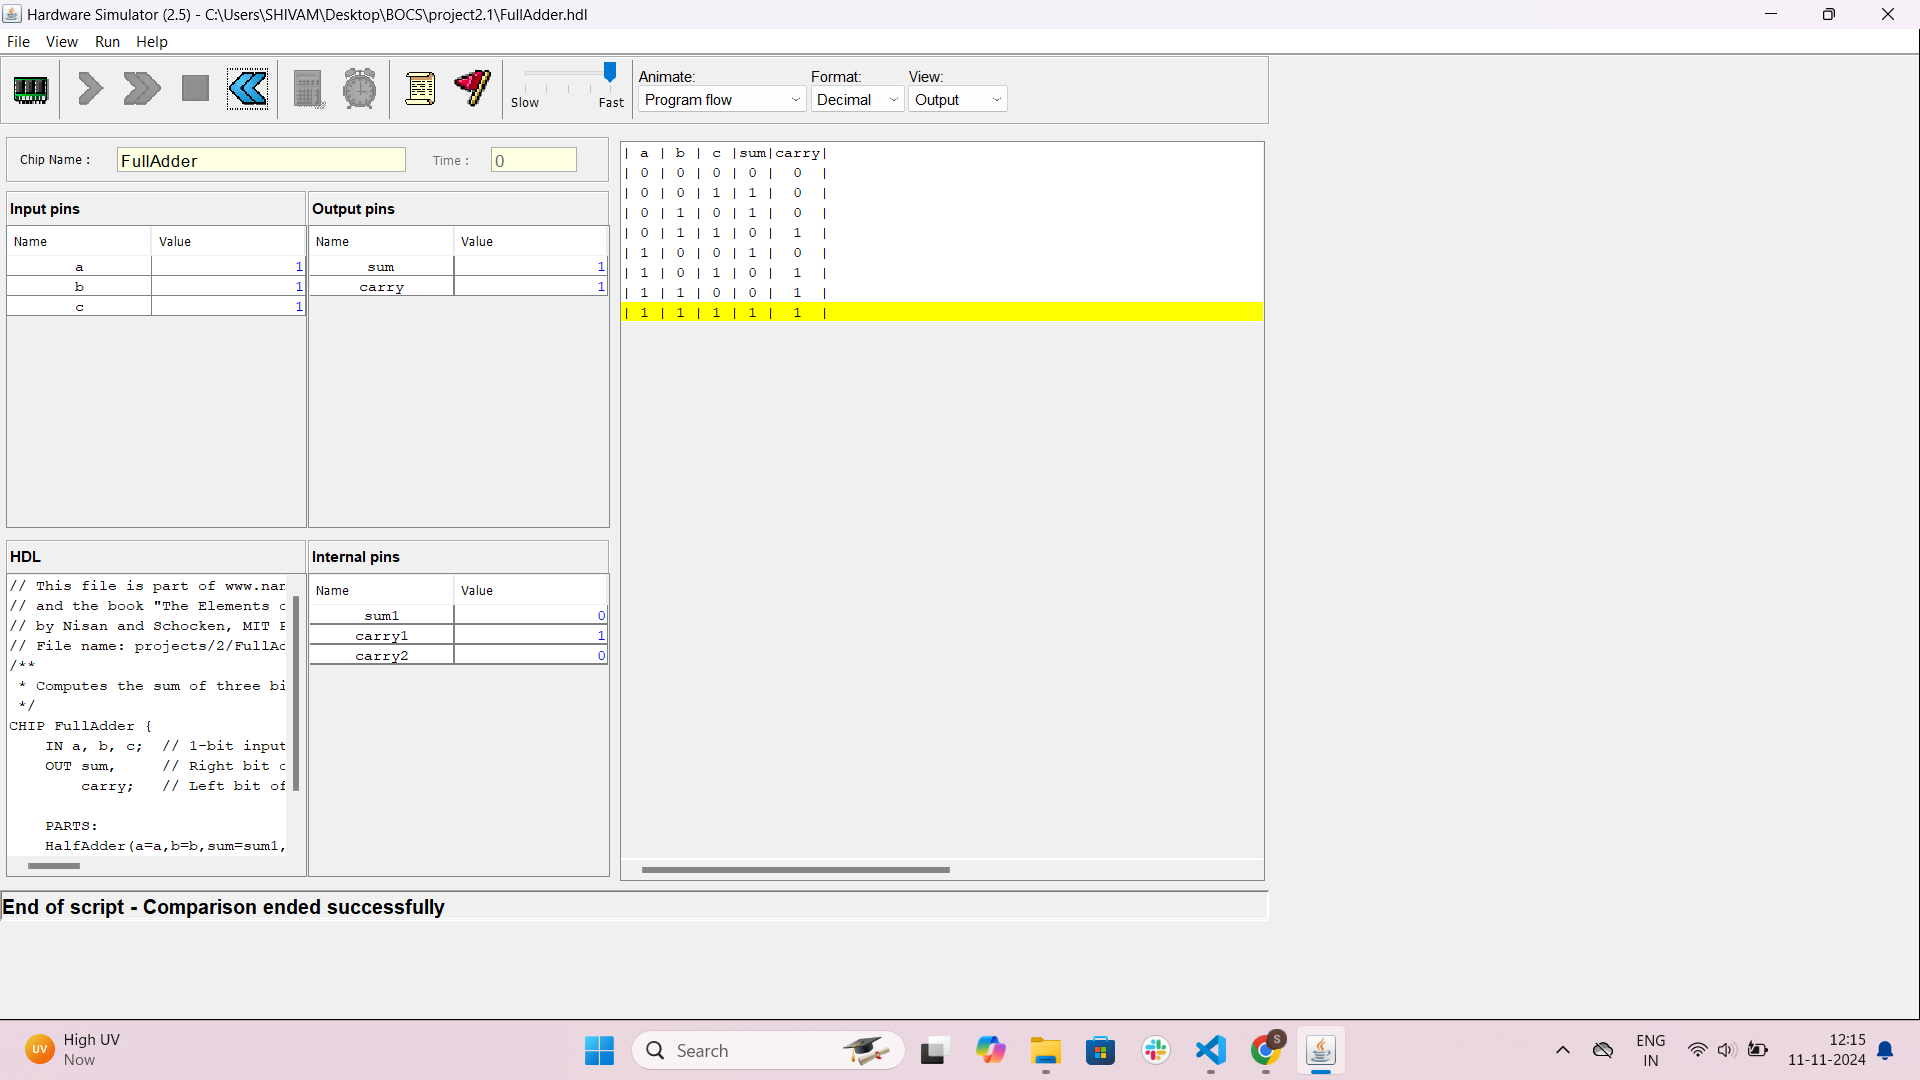 Hardware Simulator (2.5) - C:\Users\SHIVAM\Desktop\BOCS\project2.1\FullAdder.hdl
File View Run Help
Slow Fast
Animate: Format: View:
Program flow Decimal Output
Chip Name : FullAdder Time : 0
Input pins
Name Value
a 1
b 1
c 1
Output pins
Name Value
sum 1
carry 1
| a | b | c |sum|carry|
| 0 | 0 | 0 | 0 | 0 |
| 0 | 0 | 1 | 1 | 0 |
| 0 | 1 | 0 | 1 | 0 |
| 0 | 1 | 1 | 0 | 1 |
| 1 | 0 | 0 | 1 | 0 |
| 1 | 0 | 1 | 0 | 1 |
| 1 | 1 | 0 | 0 | 1 |
| 1 | 1 | 1 | 1 | 1 |
HDL
// This file is part of www.nan
// and the book "The Elements o
// by Nisan and Schocken, MIT P
// File name: projects/2/FullAd
/**
* Computes the sum of three bi
*/
CHIP FullAdder {
IN a, b, c; // 1-bit input
OUT sum, // Right bit o
carry; // Left bit of
PARTS:
HalfAdder(a=a,b=b,sum=sum1,
Internal pins
Name Value
sum1 0
carry1 1
carry2 0
End of script - Comparison ended successfully
UV
High UV
Now
Search
S
ENG
IN
12:15
11-11-2024